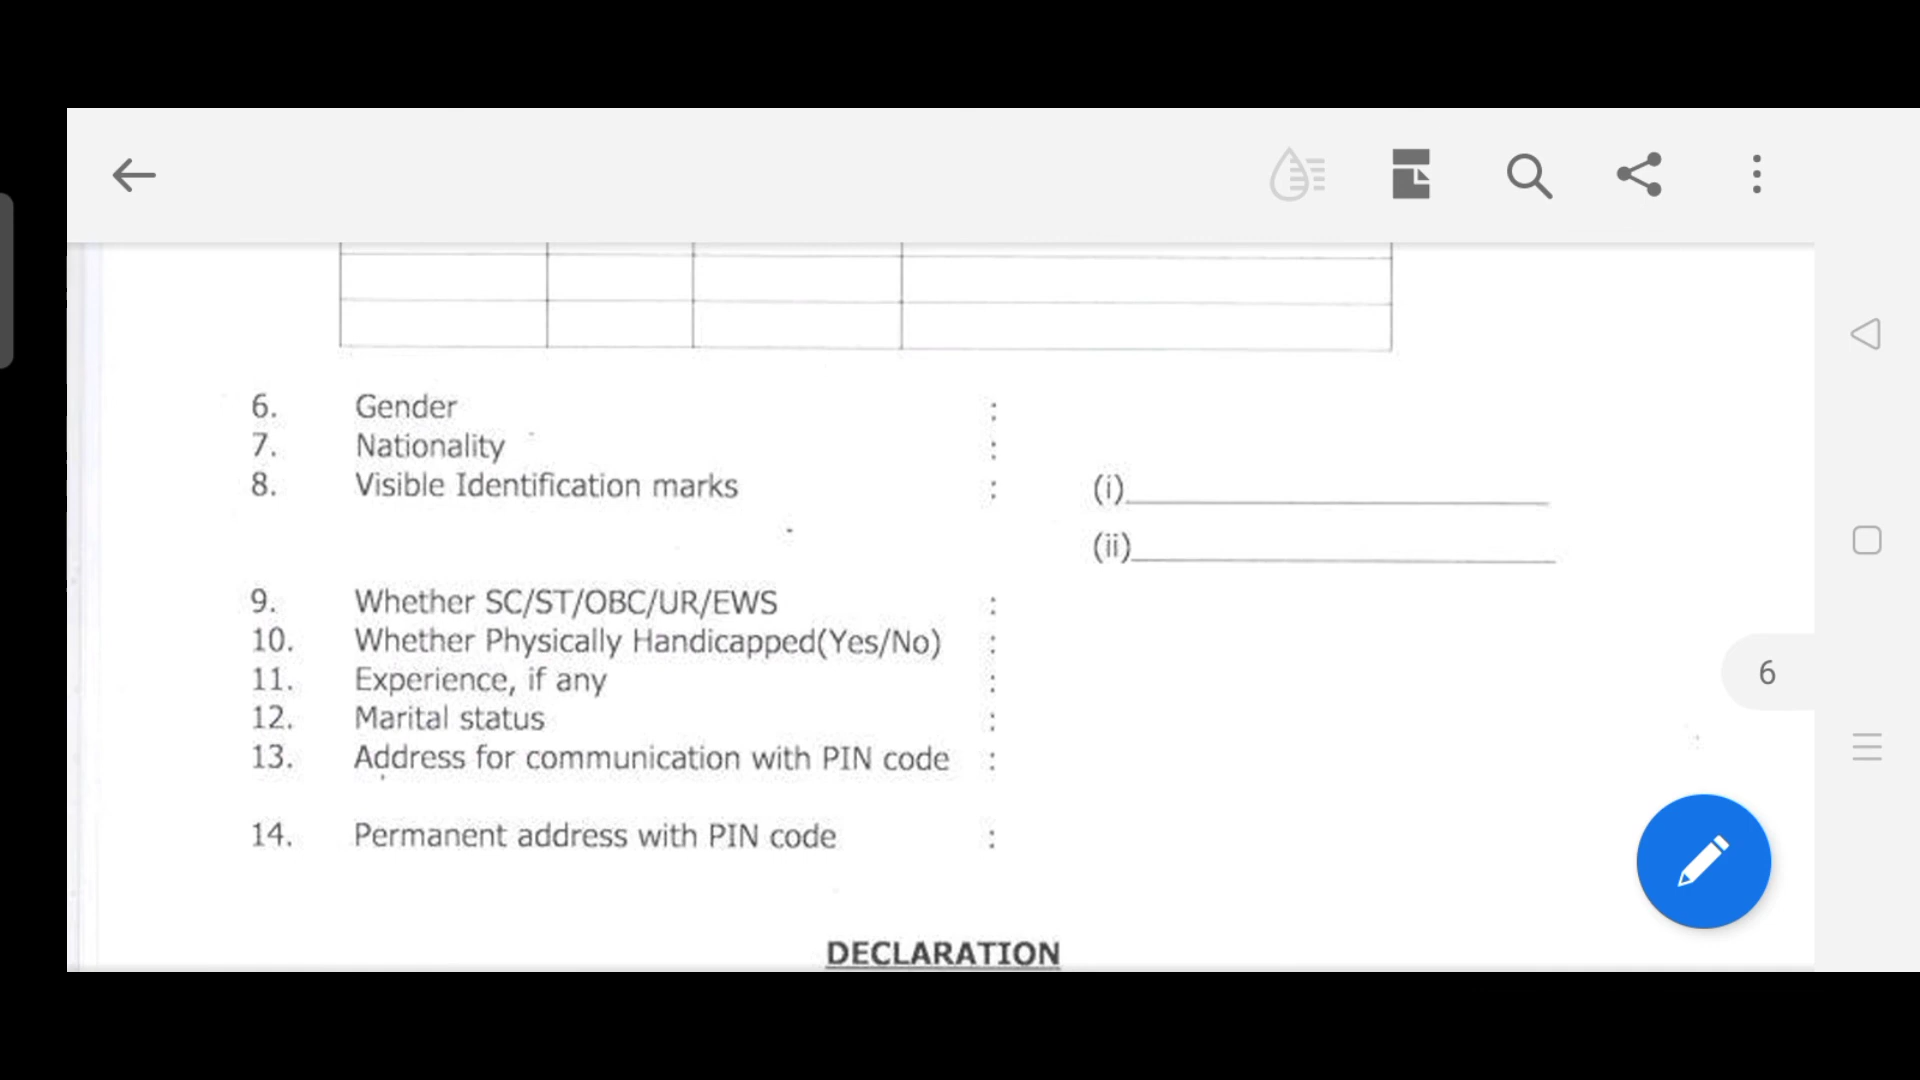 6. Gender :
7. Nationality :
8. Visible Identification marks : (i)
(ii)
9. Whether SC/ST/OBC/UR/EWS :
10. Whether Physically Handicapped(Yes/No) :
11. Experience, if any :
12. Marital status :
13. Address for communication with PIN code :
14. Permanent address with PIN code :
DECLARATION
6